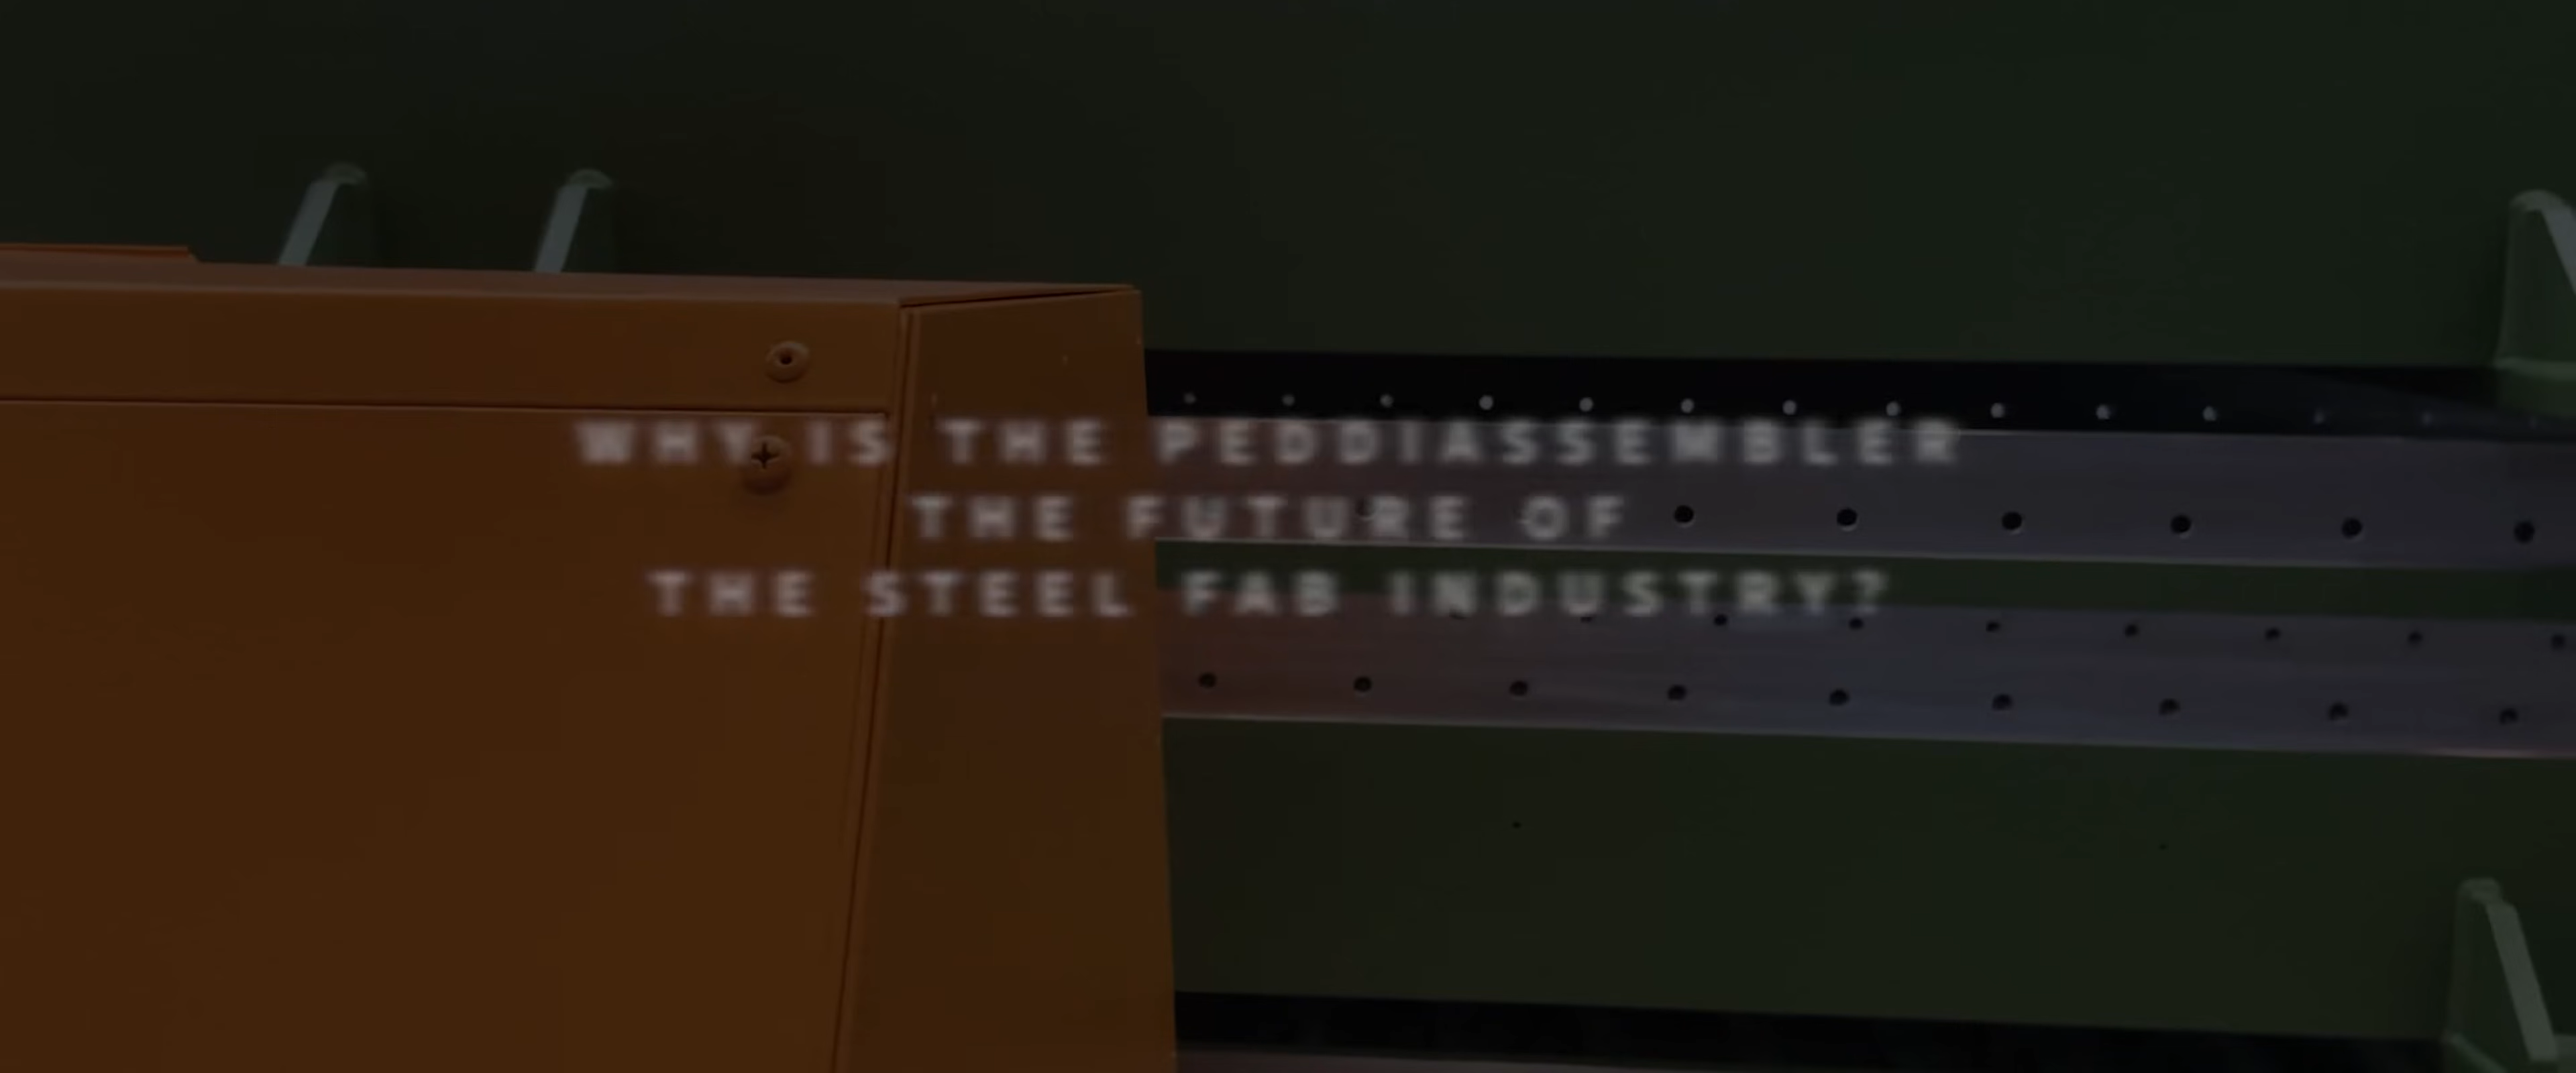 WHY IS THE PEDDIASSEMBLER
THE FUTURE OF
THE STEEL FAB INDUSTRY?